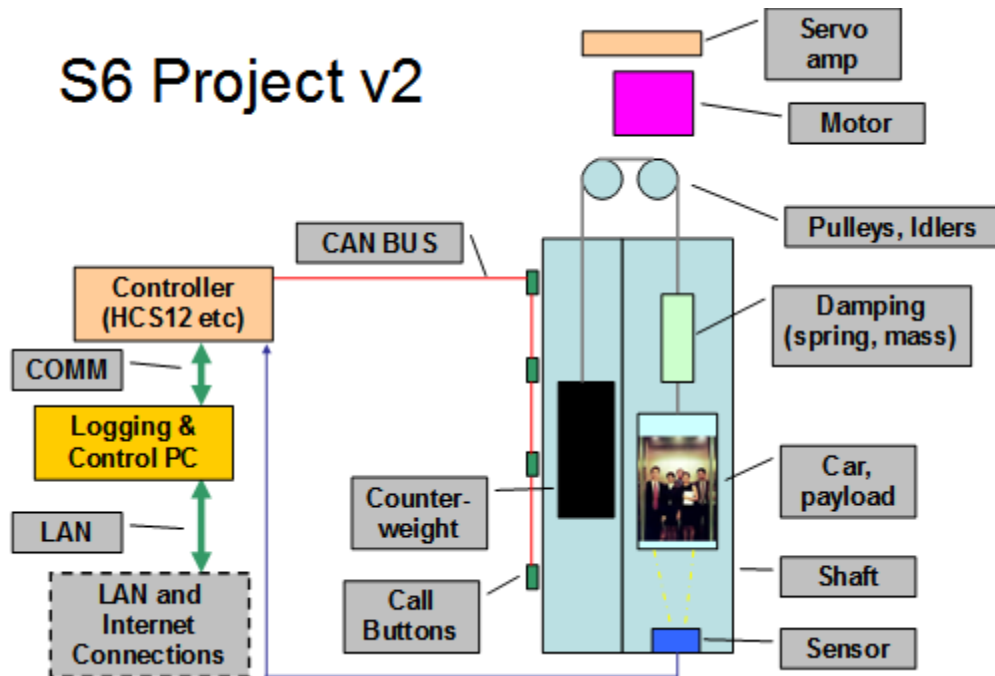 S6 Project v2
Servo
amp
Motor
Pulleys, Idlers
CAN BUS
Controller
(HCS12 etc)
Damping
(spring, mass)
COMM
Logging &
Control PC
Counter-
weight
Car,
payload
LAN
Shaft
LAN and
Internet
Connections
Call
Buttons
Sensor